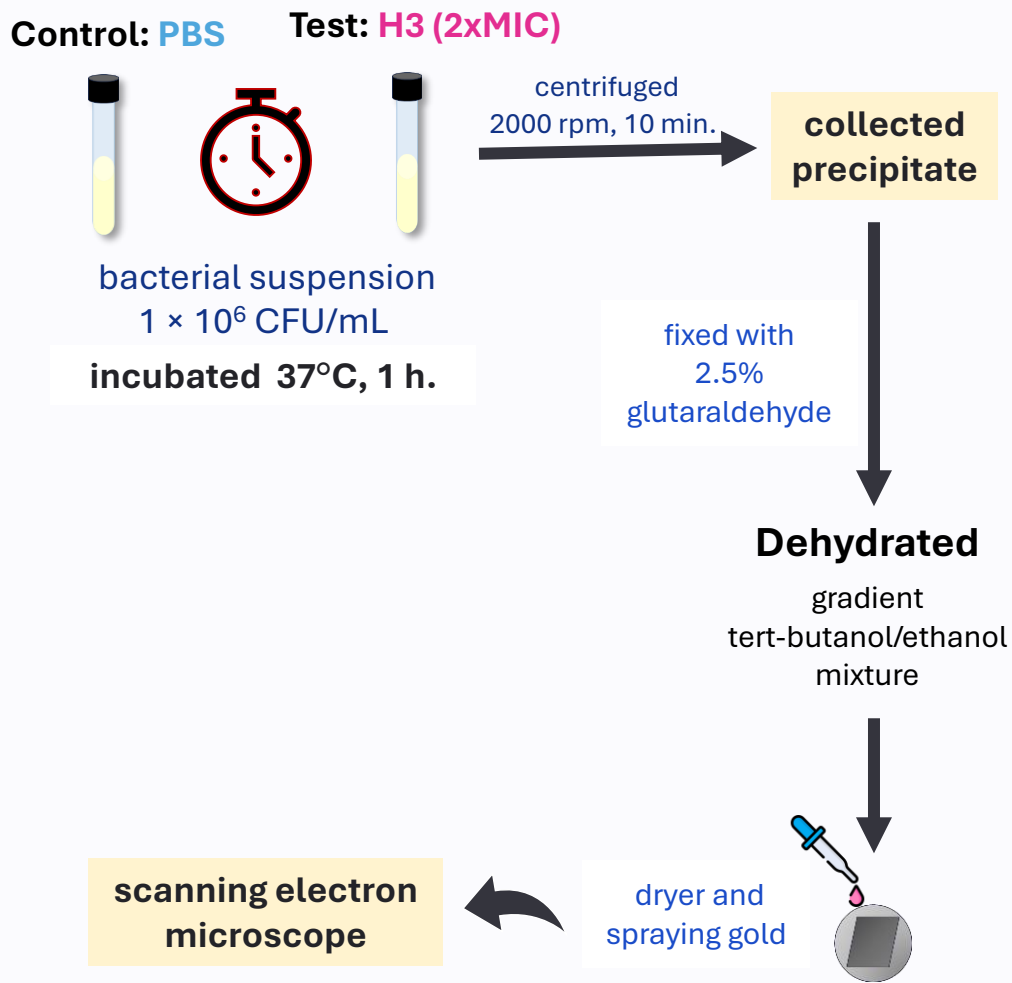 Control: PBS
Test: H3 (2xMIC)
centrifuged
2000 rpm, 10 min.
collected
precipitate
bacterial suspension
1 × 10⁶ CFU/mL
incubated 37°C, 1 h.
fixed with
2.5%
glutaraldehyde
Dehydrated
gradient
tert-butanol/ethanol
mixture
dryer and
spraying gold
scanning electron
microscope